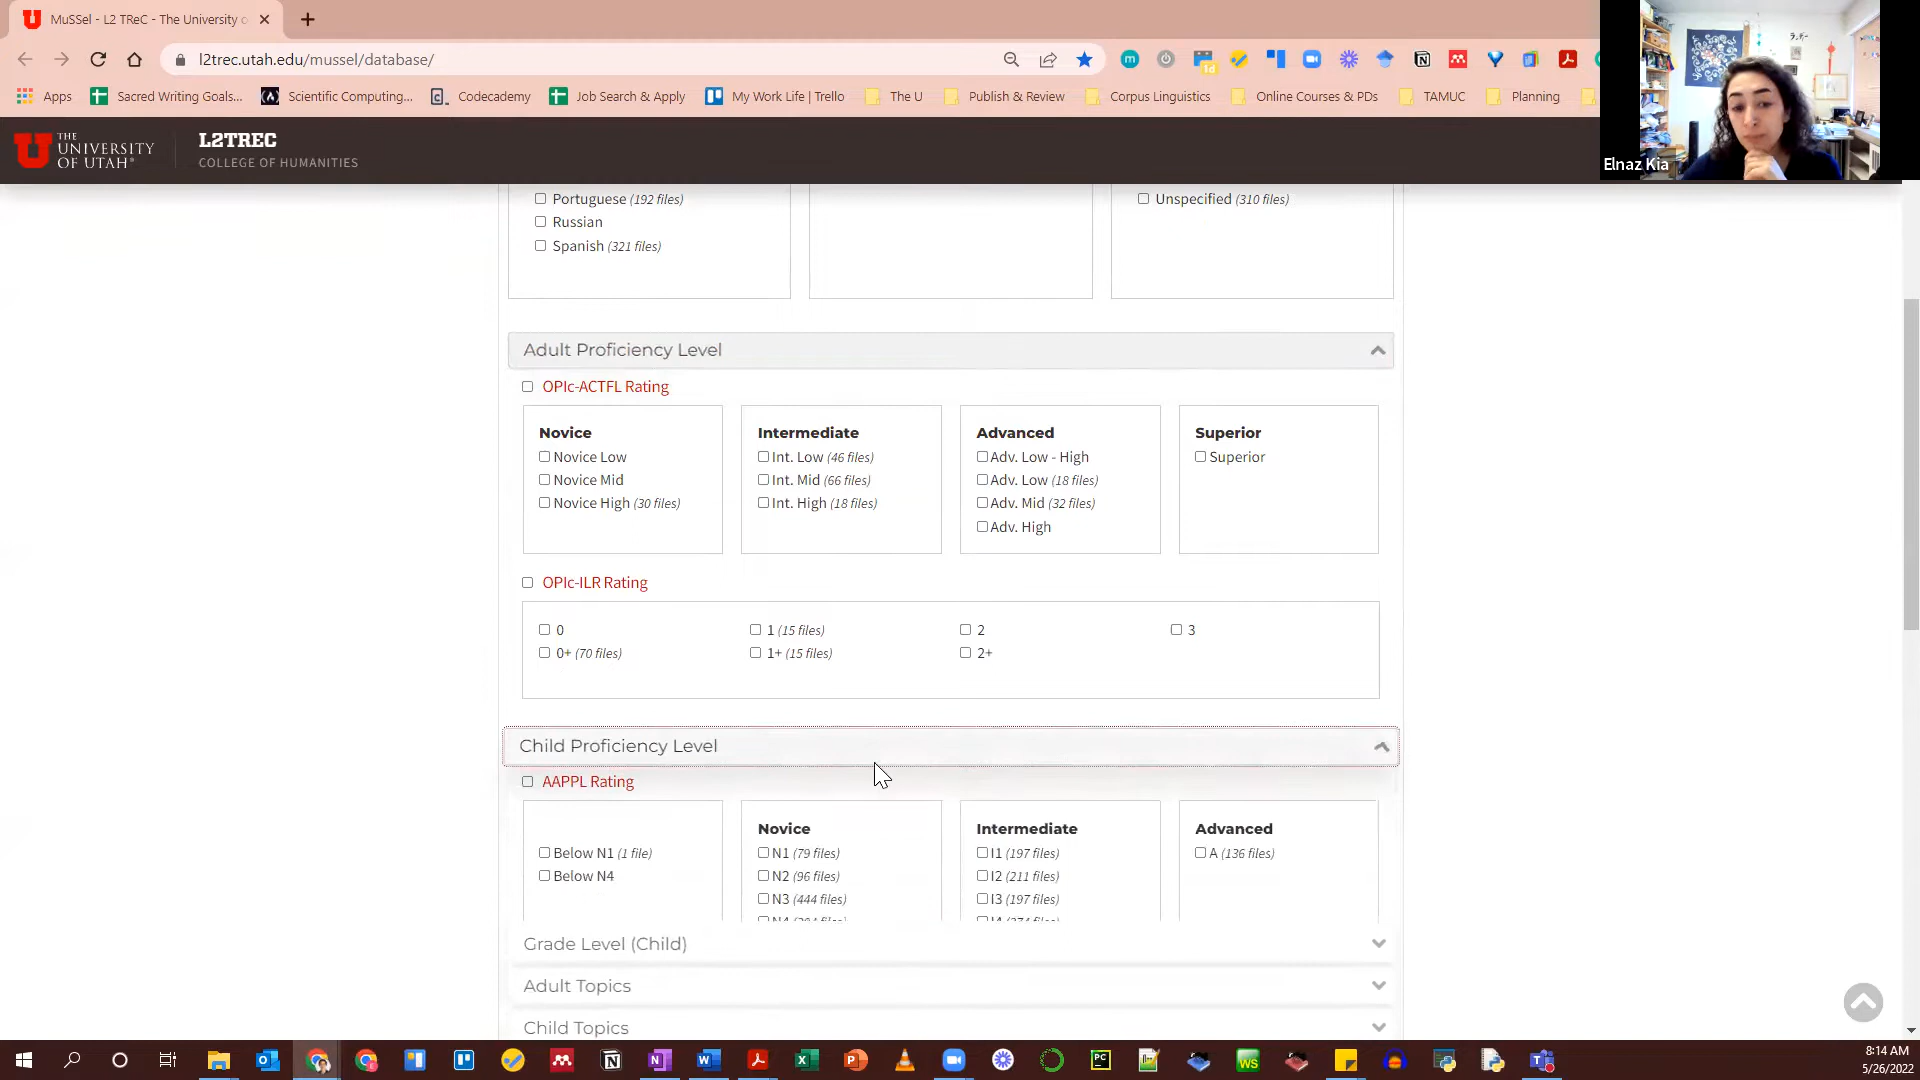 MuSSel - L2 TReC - The University o
l2trec.utah.edu/mussel/database/
Apps
Sacred Writing Goals...
Scientific Computing...
Codecademy
Job Search & Apply
My Work Life | Trello
The U
Publish & Review
Corpus Linguistics
Online Courses & PDs
TAMUC
Planning
THE
UNIVERSITY
OF UTAH®
L2TREC
COLLEGE OF HUMANITIES
Elnaz Kia
Portuguese (192 files)
Russian
Spanish (321 files)
Unspecified (310 files)
Adult Proficiency Level
OPIc-ACTFL Rating
Novice
Novice Low
Novice Mid
Novice High (30 files)
Intermediate
Int. Low (46 files)
Int. Mid (66 files)
Int. High (18 files)
Advanced
Adv. Low - High
Adv. Low (18 files)
Adv. Mid (32 files)
Adv. High
Superior
Superior
OPIc-ILR Rating
0
0+ (70 files)
1 (15 files)
1+ (15 files)
2
2+
3
Child Proficiency Level
AAPPL Rating
Below N1 (1 file)
Below N4
Novice
N1 (79 files)
N2 (96 files)
N3 (444 files)
Intermediate
I1 (197 files)
I2 (211 files)
I3 (197 files)
Advanced
A (136 files)
Grade Level (Child)
Adult Topics
Child Topics
8:14 AM
5/26/2022